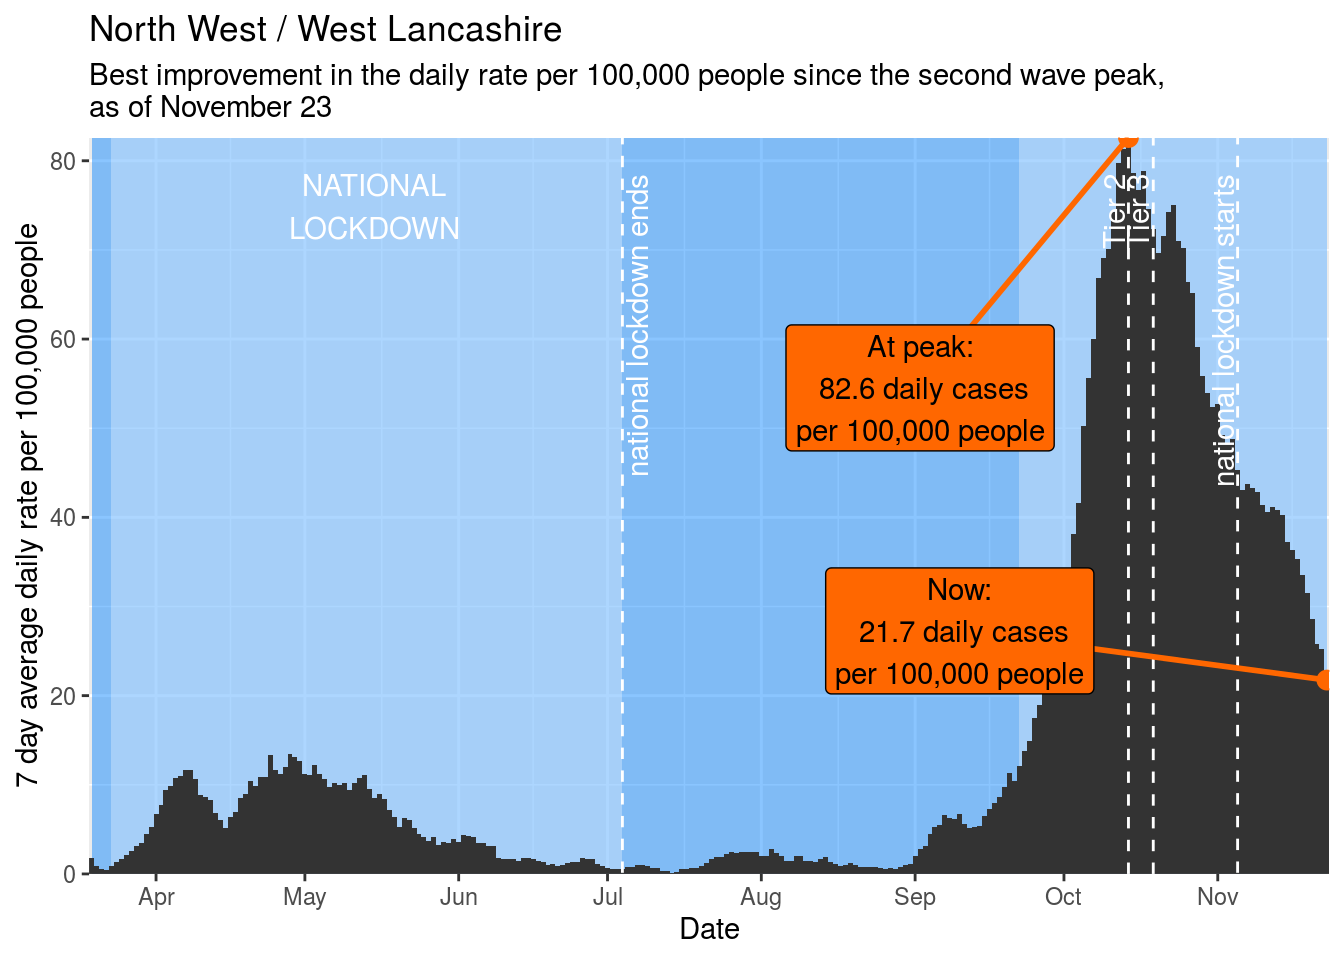 North West / West Lancashire
Best improvement in the daily rate per 100,000 people since the second wave peak,
as of November 23
7 day average daily rate per 100,000 people
80
60
40
20
0
NATIONAL
LOCKDOWN
national lockdown ends
Tier 2
Tier 3
national lockdown starts
At peak:
82.6 daily cases
per 100,000 people
Now:
21.7 daily cases
per 100,000 people
Apr
May
Jun
Jul
Aug
Sep
Oct
Nov
Date